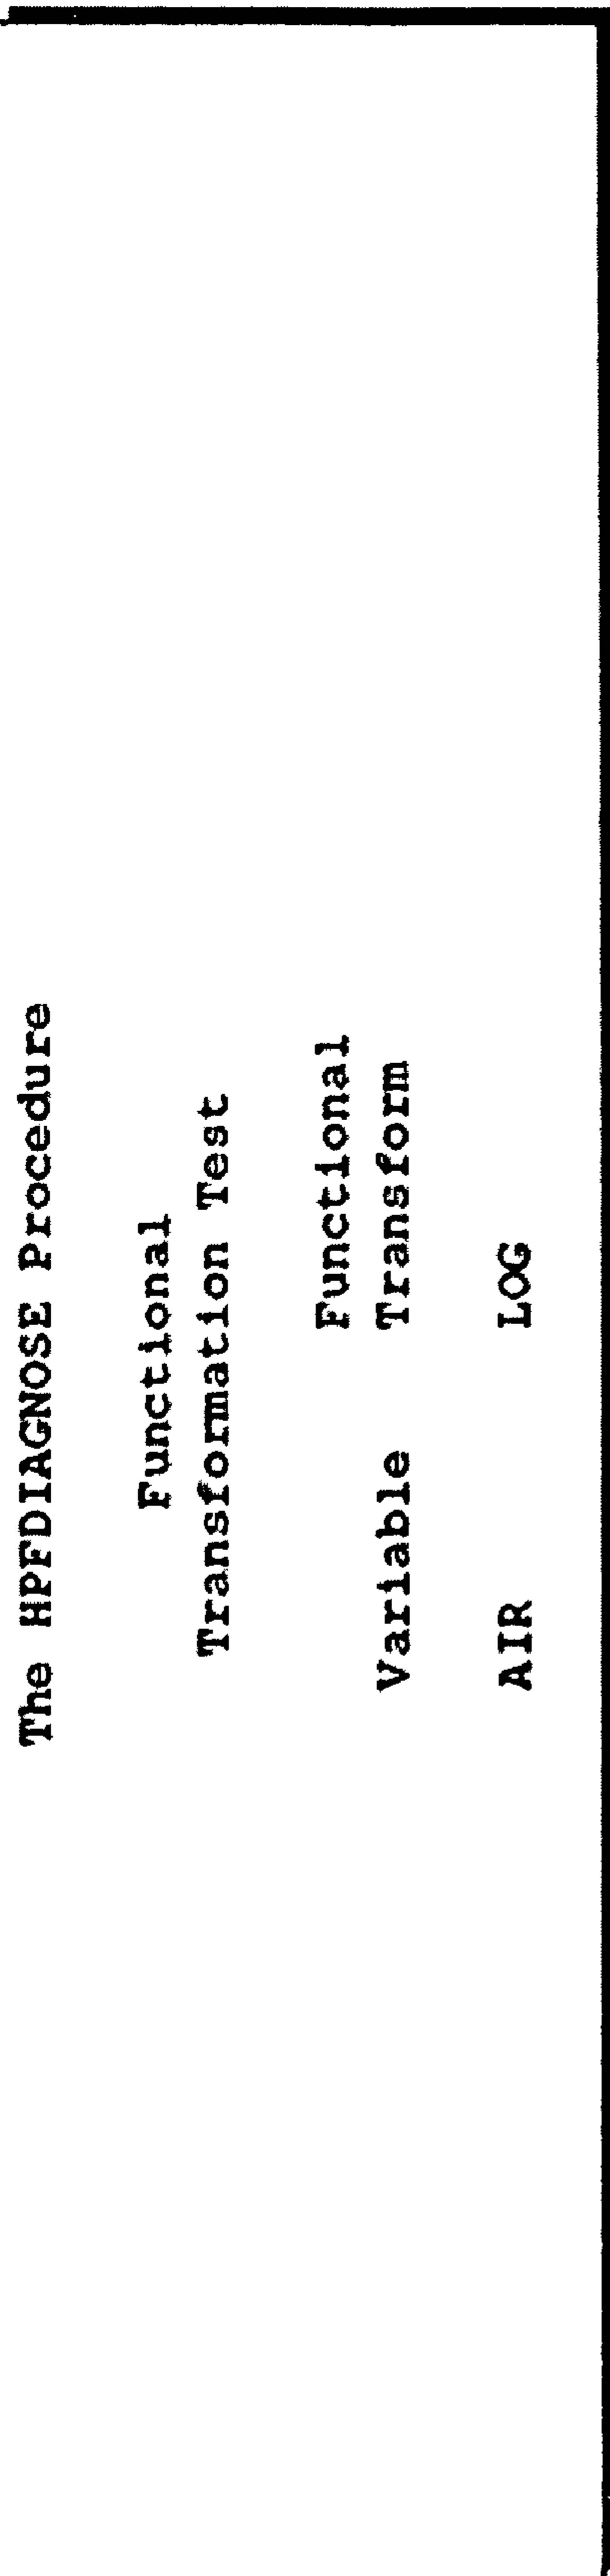 The HPFDIAGNOSE Procedure
Functional
Transformation Test
Functional
Variable Transform
AIR LOG